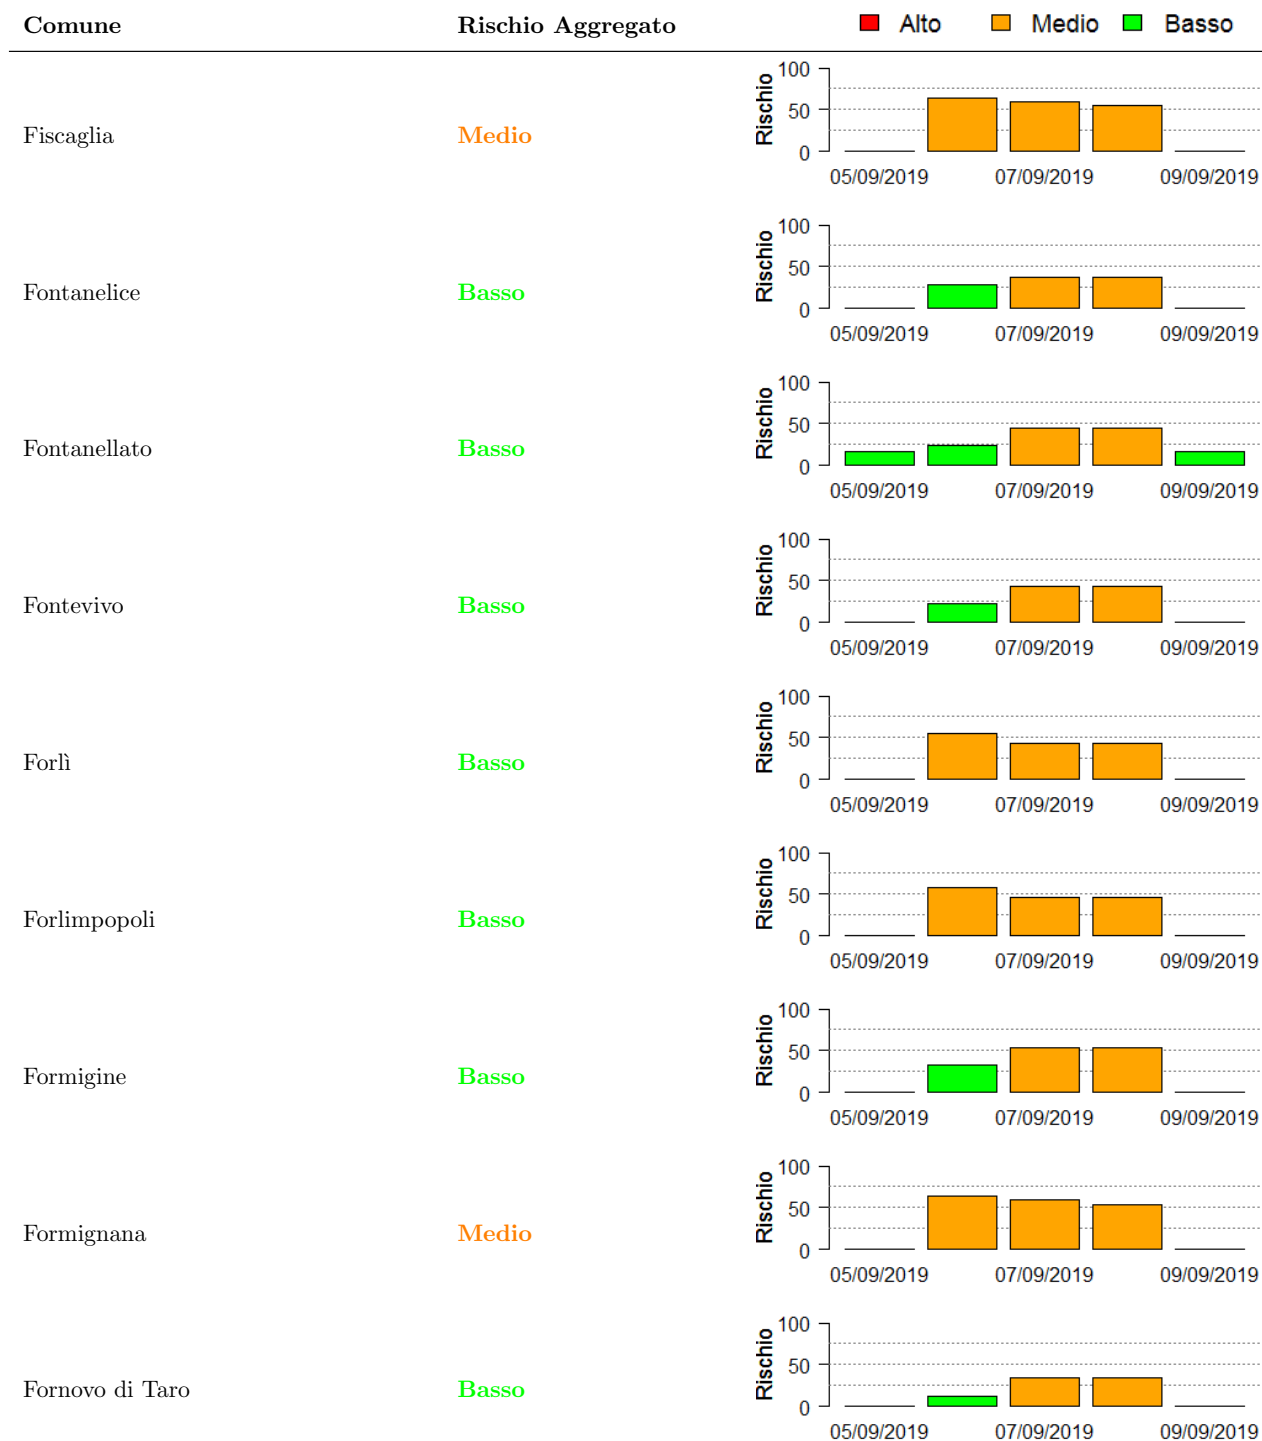 Comune Rischio Aggregato Alto Medio Basso
Fiscaglia Medio
Rischio
100
50
0
05/09/2019 07/09/2019 09/09/2019
Fontanelice Basso
Rischio
100
50
0
05/09/2019 07/09/2019 09/09/2019
Fontanellato Basso
Rischio
100
50
0
05/09/2019 07/09/2019 09/09/2019
Fontevivo Basso
Rischio
100
50
0
05/09/2019 07/09/2019 09/09/2019
Forlì Basso
Rischio
100
50
0
05/09/2019 07/09/2019 09/09/2019
Forlimpopoli Basso
Rischio
100
50
0
05/09/2019 07/09/2019 09/09/2019
Formigine Basso
Rischio
100
50
0
05/09/2019 07/09/2019 09/09/2019
Formignana Medio
Rischio
100
50
0
05/09/2019 07/09/2019 09/09/2019
Fornovo di Taro Basso
Rischio
100
50
0
05/09/2019 07/09/2019 09/09/2019